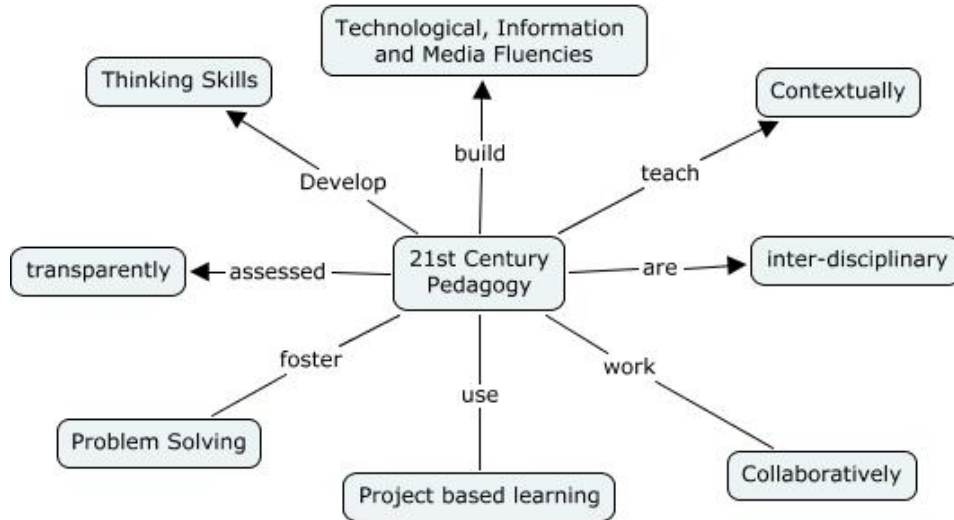 Technological, Information
and Media Fluencies
Thinking Skills
Contextually
build
teach
Develop
21st Century
Pedagogy
transparently
assessed
are
inter-disciplinary
foster
work
use
Problem Solving
Collaboratively
Project based learning